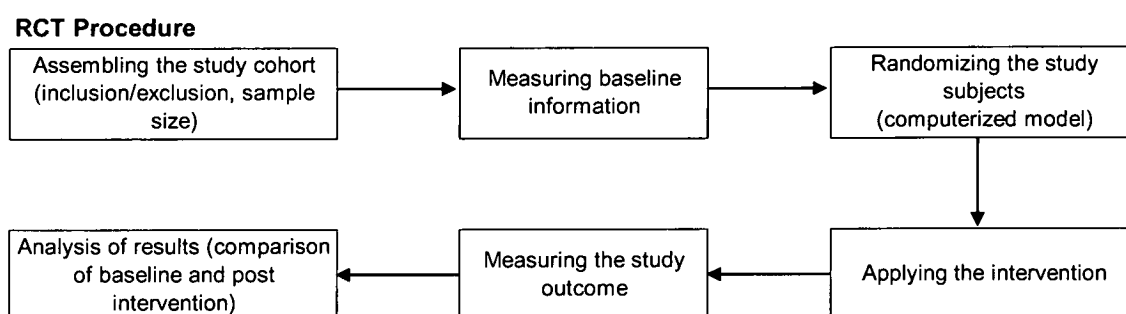 RCT Procedure
Assembling the study cohort
(inclusion/exclusion, sample
size)
Measuring baseline
information
Randomizing the study
subjects
(computerized model)
Applying the intervention
Measuring the study
outcome
Analysis of results (comparison
of baseline and post
intervention)